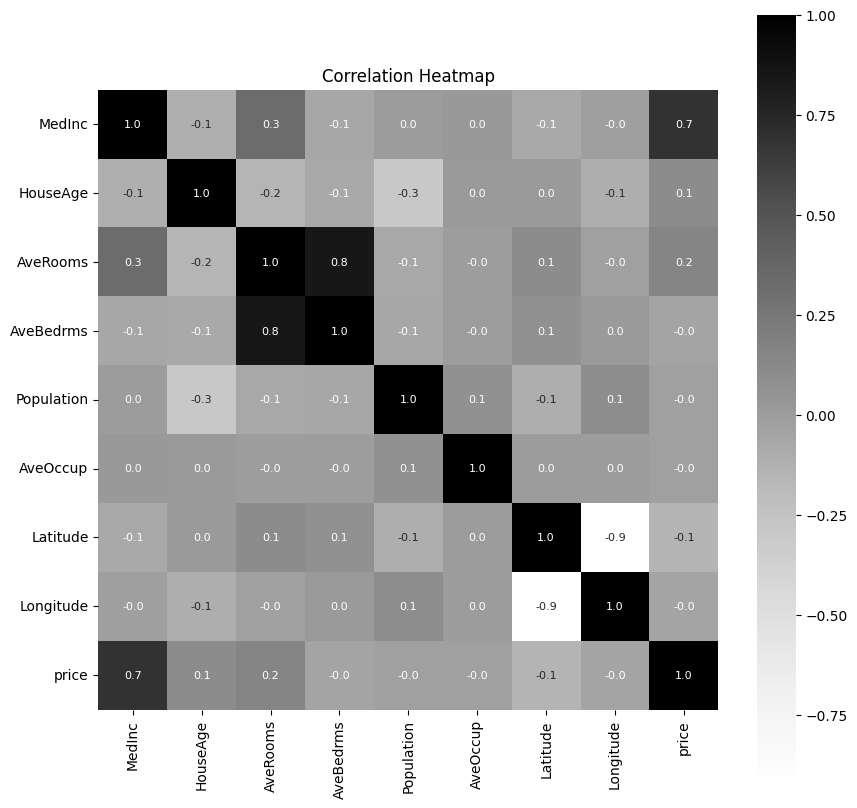 Correlation Heatmap
1.00
MedInc 1.0 -0.1 0.3 -0.1 0.0 0.0 -0.1 -0.0 0.7
0.75
HouseAge -0.1 1.0 -0.2 -0.1 -0.3 0.0 0.0 -0.1 0.1
0.50
AveRooms 0.3 -0.2 1.0 0.8 -0.1 -0.0 0.1 -0.0 0.2
0.25
AveBedrms -0.1 -0.1 0.8 1.0 -0.1 -0.0 0.1 0.0 -0.0
Population 0.0 -0.3 -0.1 -0.1 1.0 0.1 -0.1 0.1 -0.0
0.00
AveOccup 0.0 0.0 -0.0 -0.0 0.1 1.0 0.0 0.0 -0.0
−0.25
Latitude -0.1 0.0 0.1 0.1 -0.1 0.0 1.0 -0.9 -0.1
Longitude -0.0 -0.1 -0.0 0.0 0.1 0.0 -0.9 1.0 -0.0
−0.50
price 0.7 0.1 0.2 -0.0 -0.0 -0.0 -0.1 -0.0 1.0
−0.75
MedInc HouseAge AveRooms AveBedrms Population AveOccup Latitude Longitude price